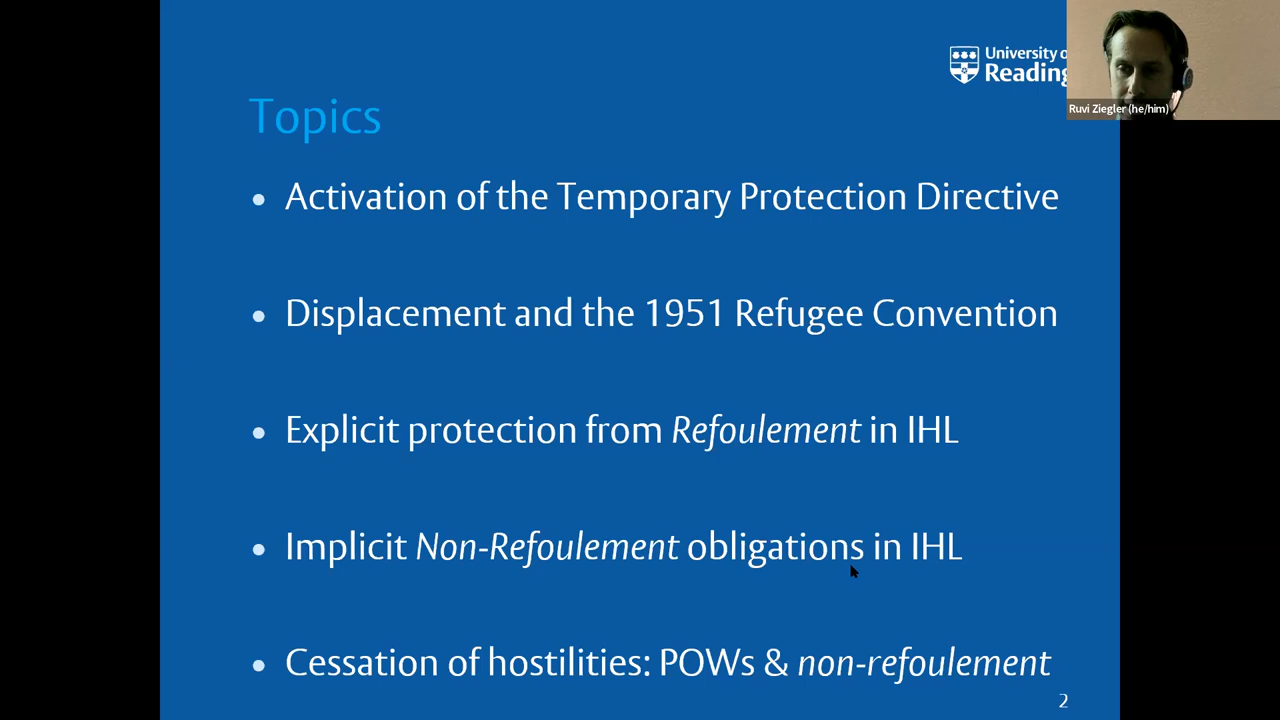 University o
Reading
Ruvi Ziegler (he/him)
Topics
• Activation of the Temporary Protection Directive
• Displacement and the 1951 Refugee Convention
• Explicit protection from Refoulement in IHL
• Implicit Non-Refoulement obligations in IHL
• Cessation of hostilities: POWs & non-refoulement
2